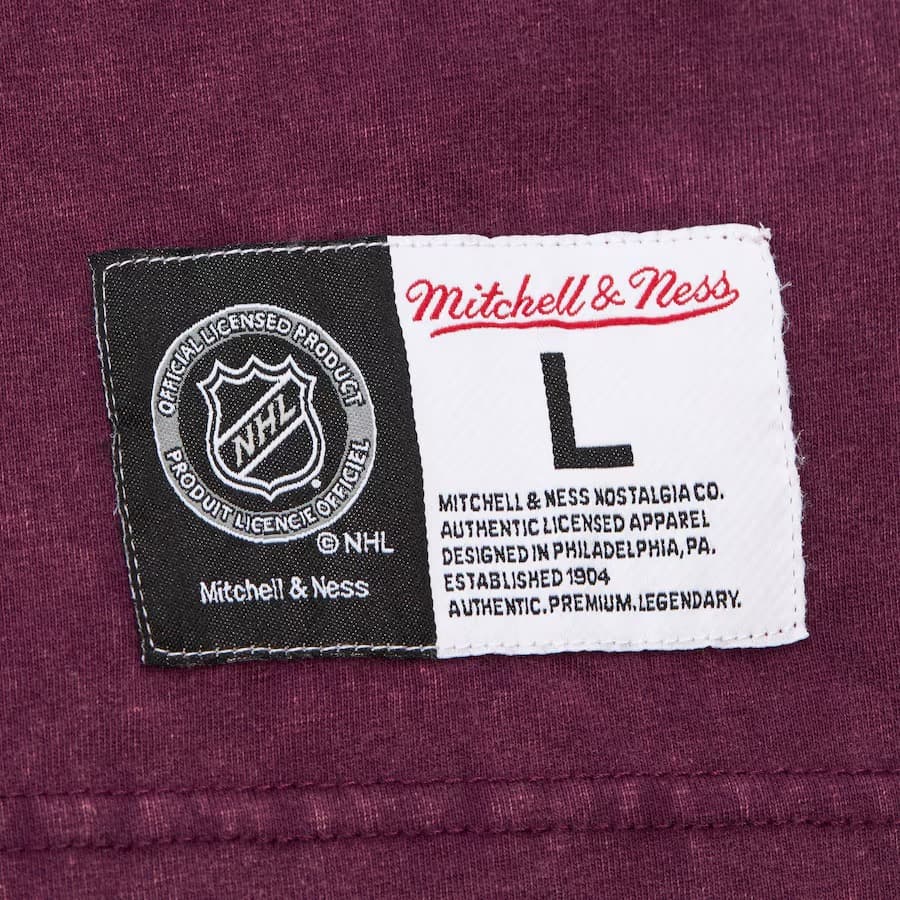 OFFICIAL LICENSED PRODUCT
NHL
PRODUIT LICENCIE OFFICIEL
© NHL
Mitchell & Ness
Mitchell & Ness
L
MITCHELL & NESS NOSTALGIA CO.
AUTHENTIC LICENSED APPAREL
DESIGNED IN PHILADELPHIA, PA.
ESTABLISHED 1904
AUTHENTIC. PREMIUM. LEGENDARY.